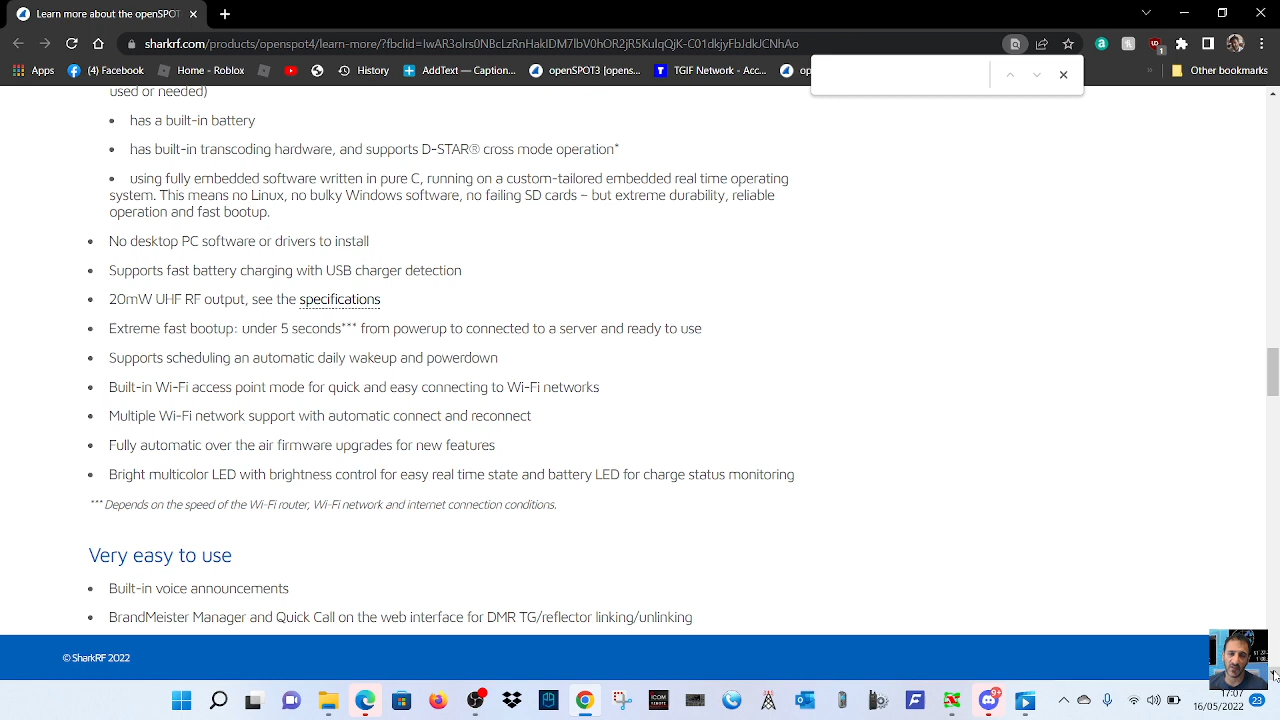 Learn more about the openSPOT
sharkrf.com/products/openspot4/learn-more/?fbclid=IwAR3oIrs0NBcLzRnHakIDM7lbV0hOR2jR5KulqQjK-C01dkjyFbJdkJCNhAo
Apps
(4) Facebook
Home - Roblox
History
AddText — Caption...
openSPOT3 [opens...
TGIF Network - Acc...
op
Other bookmarks
used or needed)
• has a built-in battery
• has built-in transcoding hardware, and supports D-STAR® cross mode operation*
• using fully embedded software written in pure C, running on a custom-tailored embedded real time operating
system. This means no Linux, no bulky Windows software, no failing SD cards – but extreme durability, reliable
operation and fast bootup.
• No desktop PC software or drivers to install
• Supports fast battery charging with USB charger detection
• 20mW UHF RF output, see the specifications
• Extreme fast bootup: under 5 seconds*** from powerup to connected to a server and ready to use
• Supports scheduling an automatic daily wakeup and powerdown
• Built-in Wi-Fi access point mode for quick and easy connecting to Wi-Fi networks
• Multiple Wi-Fi network support with automatic connect and reconnect
• Fully automatic over the air firmware upgrades for new features
• Bright multicolor LED with brightness control for easy real time state and battery LED for charge status monitoring
*** Depends on the speed of the Wi-Fi router, Wi-Fi network and internet connection conditions.
Very easy to use
• Built-in voice announcements
• BrandMeister Manager and Quick Call on the web interface for DMR TG/reflector linking/unlinking
© SharkRF 2022
17:07
16/05/2022
23